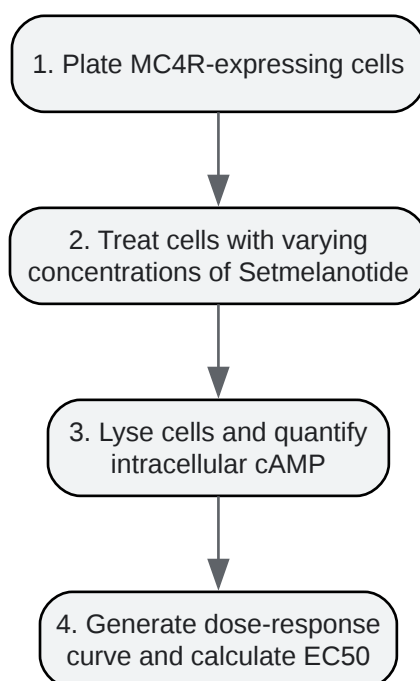 1. Plate MC4R-expressing cells
2. Treat cells with varying
concentrations of Setmelanotide
3. Lyse cells and quantify
intracellular cAMP
4. Generate dose-response
curve and calculate EC50